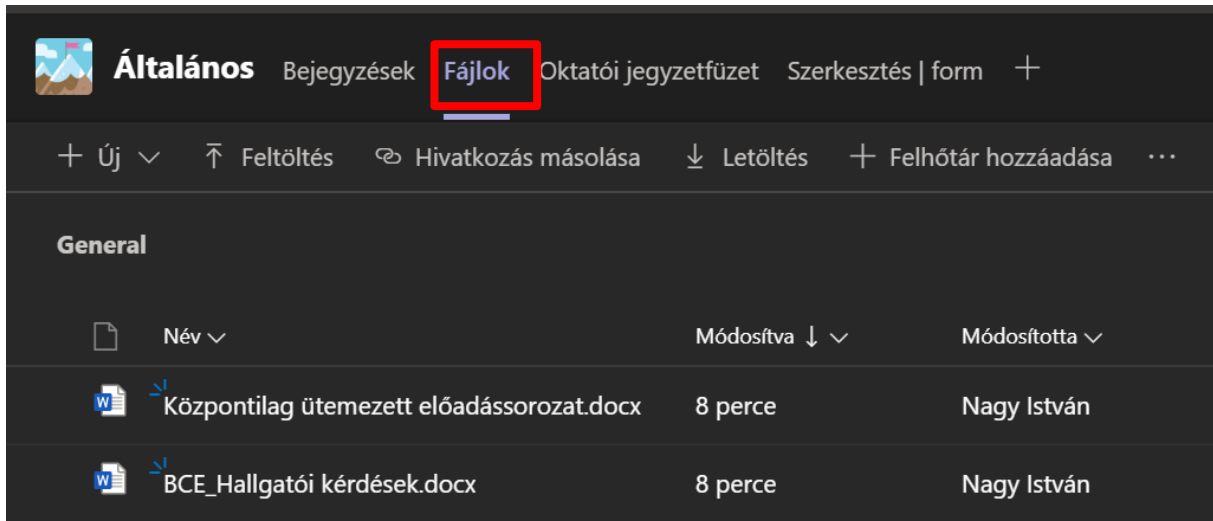 Általános Bejegyzések Fájlok Oktatói jegyzetfüzet Szerkesztés | form
Új Feltöltés Hivatkozás másolása Letöltés Felhőtár hozzáadása ...
General
Név Módosítva Módosította
Központilag ütemezett előadássorozat.docx 8 perce Nagy István
BCE_Hallgatói kérdések.docx 8 perce Nagy István